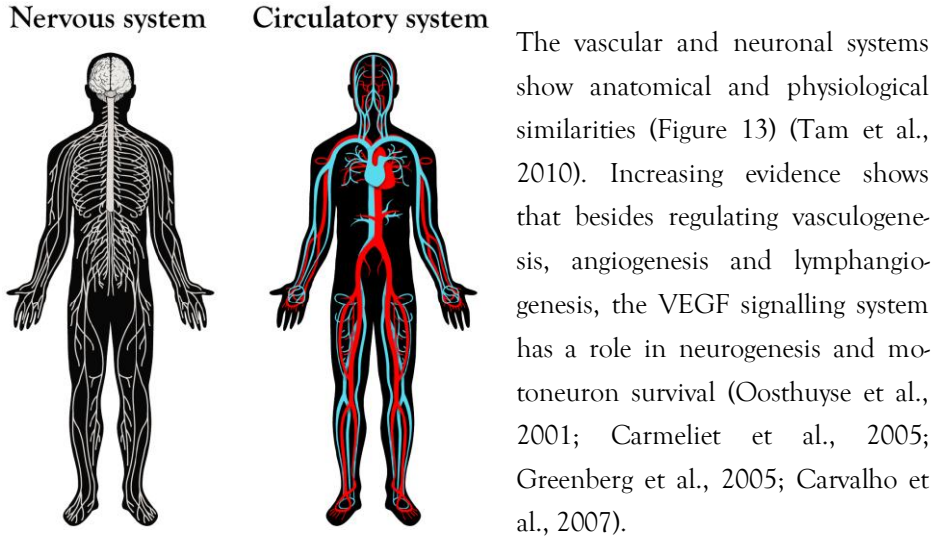 Nervous system
Circulatory system
The vascular and neuronal systems
show anatomical and physiological
similarities (Figure 13) (Tam et al.,
2010). Increasing evidence shows
that besides regulating vasculogene-
sis, angiogenesis and lymphangio-
genesis, the VEGF signalling system
has a role in neurogenesis and mo-
toneuron survival (Oosthuyse et al.,
2001; Carmeliet et al., 2005;
Greenberg et al., 2005; Carvalho et
al., 2007).